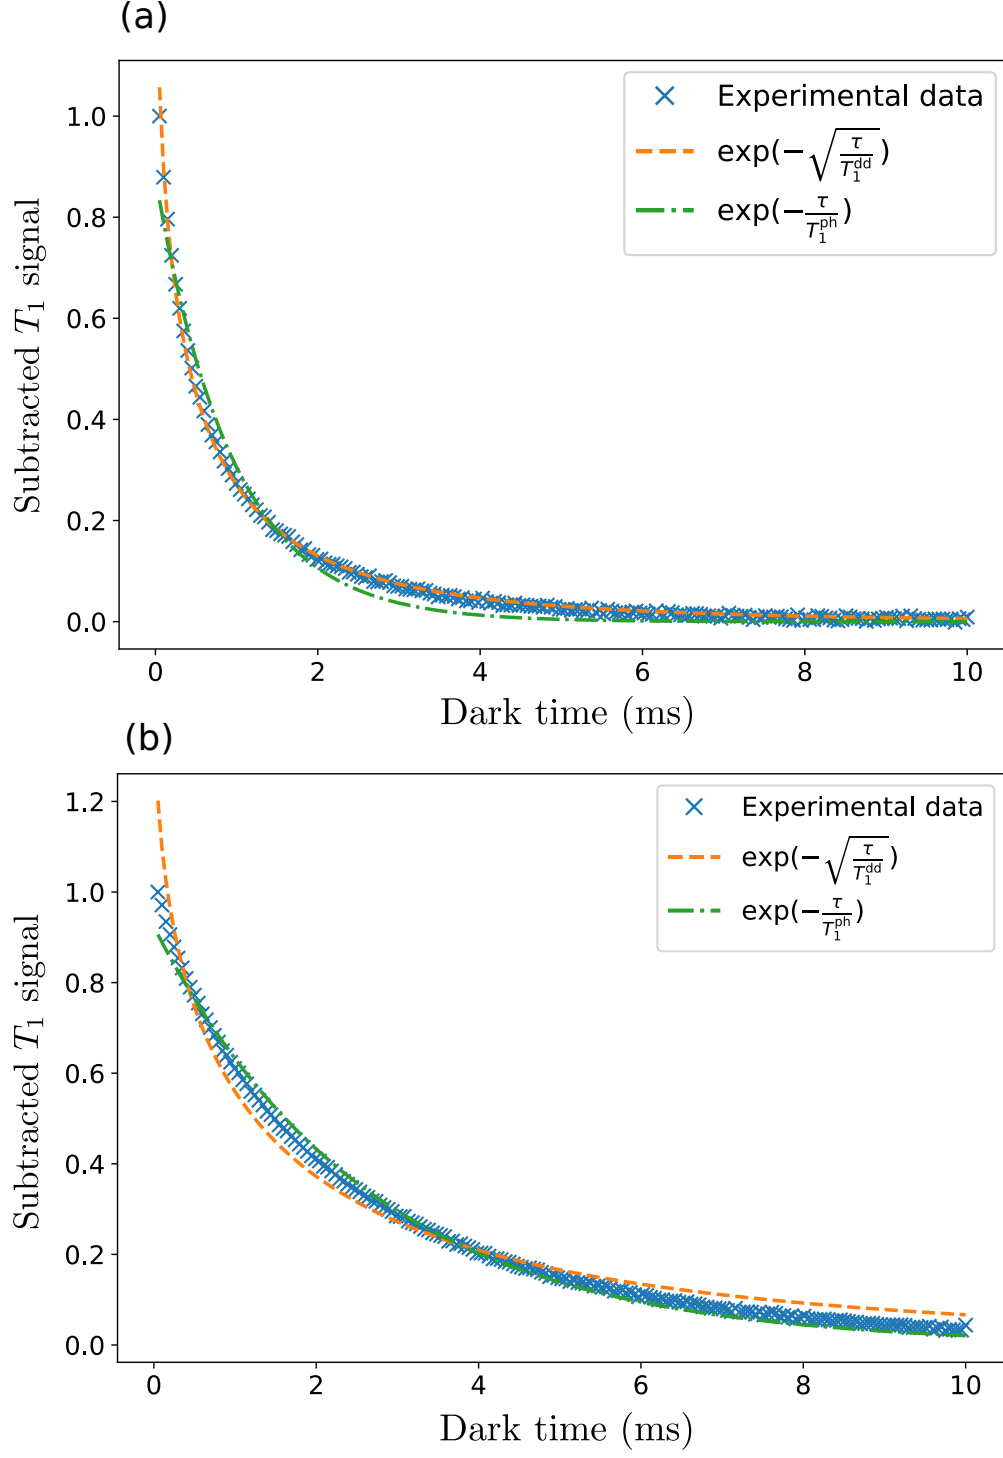 (a)
Experimental data
exp(−√(τ/T₁ᵈᵈ))
exp(−τ/T₁ᵖʰ)
1.0
0.8
0.6
0.4
0.2
0.0
Subtracted T₁ signal
0 2 4 6 8 10
Dark time (ms)
(b)
Experimental data
exp(−√(τ/T₁ᵈᵈ))
exp(−τ/T₁ᵖʰ)
1.2
1.0
0.8
0.6
0.4
0.2
0.0
Subtracted T₁ signal
0 2 4 6 8 10
Dark time (ms)